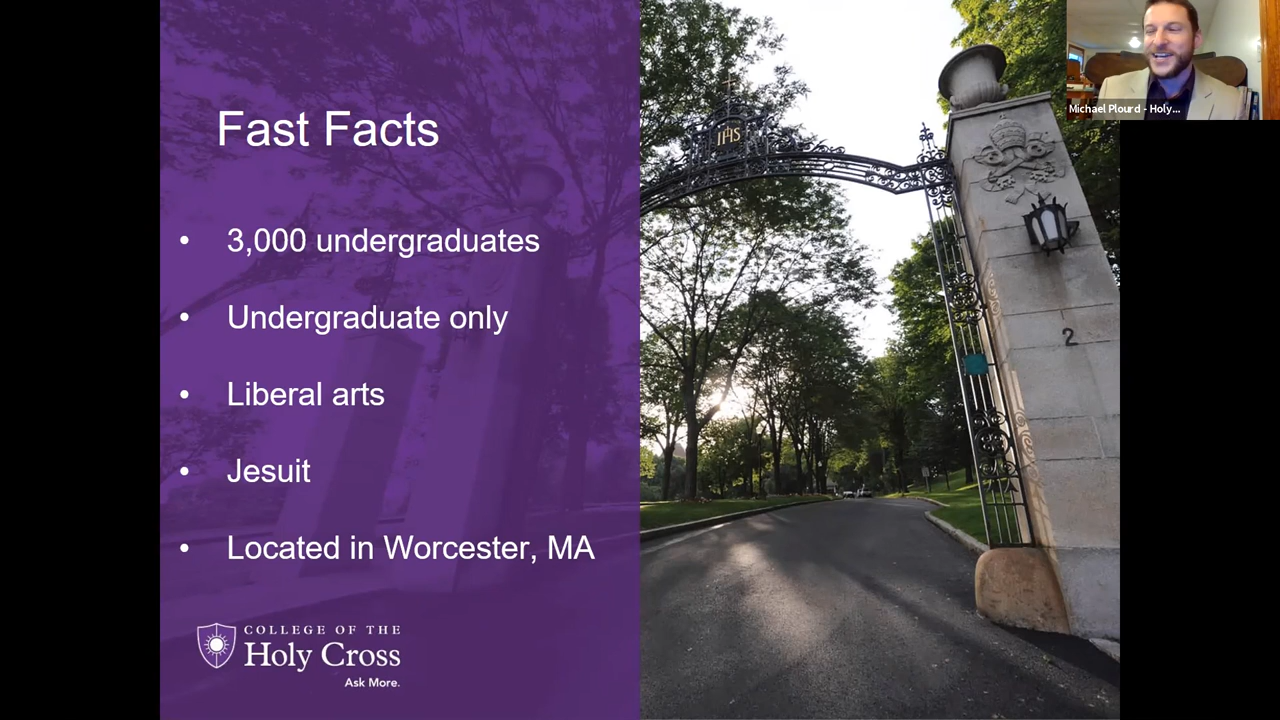 Fast Facts
• 3,000 undergraduates
• Undergraduate only
• Liberal arts
• Jesuit
• Located in Worcester, MA
COLLEGE OF THE
Holy Cross
Ask More.
IHS
2
Michael Plourd - Holy...